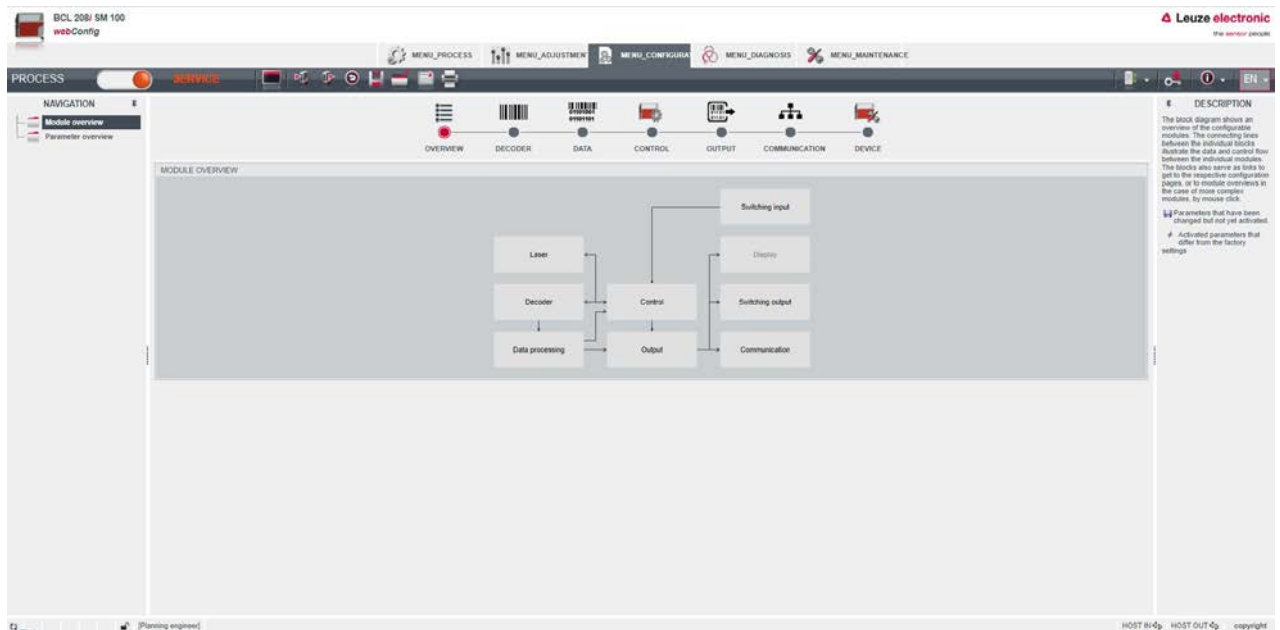 BCL 208i SM 100
webConfig
Leuze electronic
the sensor people
MENU_PROCESS
MENU_ADJUSTMENT
MENU_CONFIGURA
MENU_DIAGNOSIS
MENU_MAINTENANCE
PROCESS
SERVICE
EN
NAVIGATION
Module overview
Parameter overview
OVERVIEW
DECODER
DATA
CONTROL
OUTPUT
COMMUNICATION
DEVICE
MODULE OVERVIEW
Switching input
Laser
Display
Decoder
Control
Switching output
Data processing
Output
Communication
DESCRIPTION
The block diagram shows an
overview of the configurable
modules. The connecting lines
between the individual blocks
illustrate the data and control flow
between the individual modules.
The blocks also serve as links to
get to the respective configuration
pages, or to module overviews in
the case of more complex
modules, by mouse click.
Parameters that have been
changed but not yet activated.
Activated parameters that
differ from the factory
settings
[Planning engineer]
HOST IN
HOST OUT
copyright